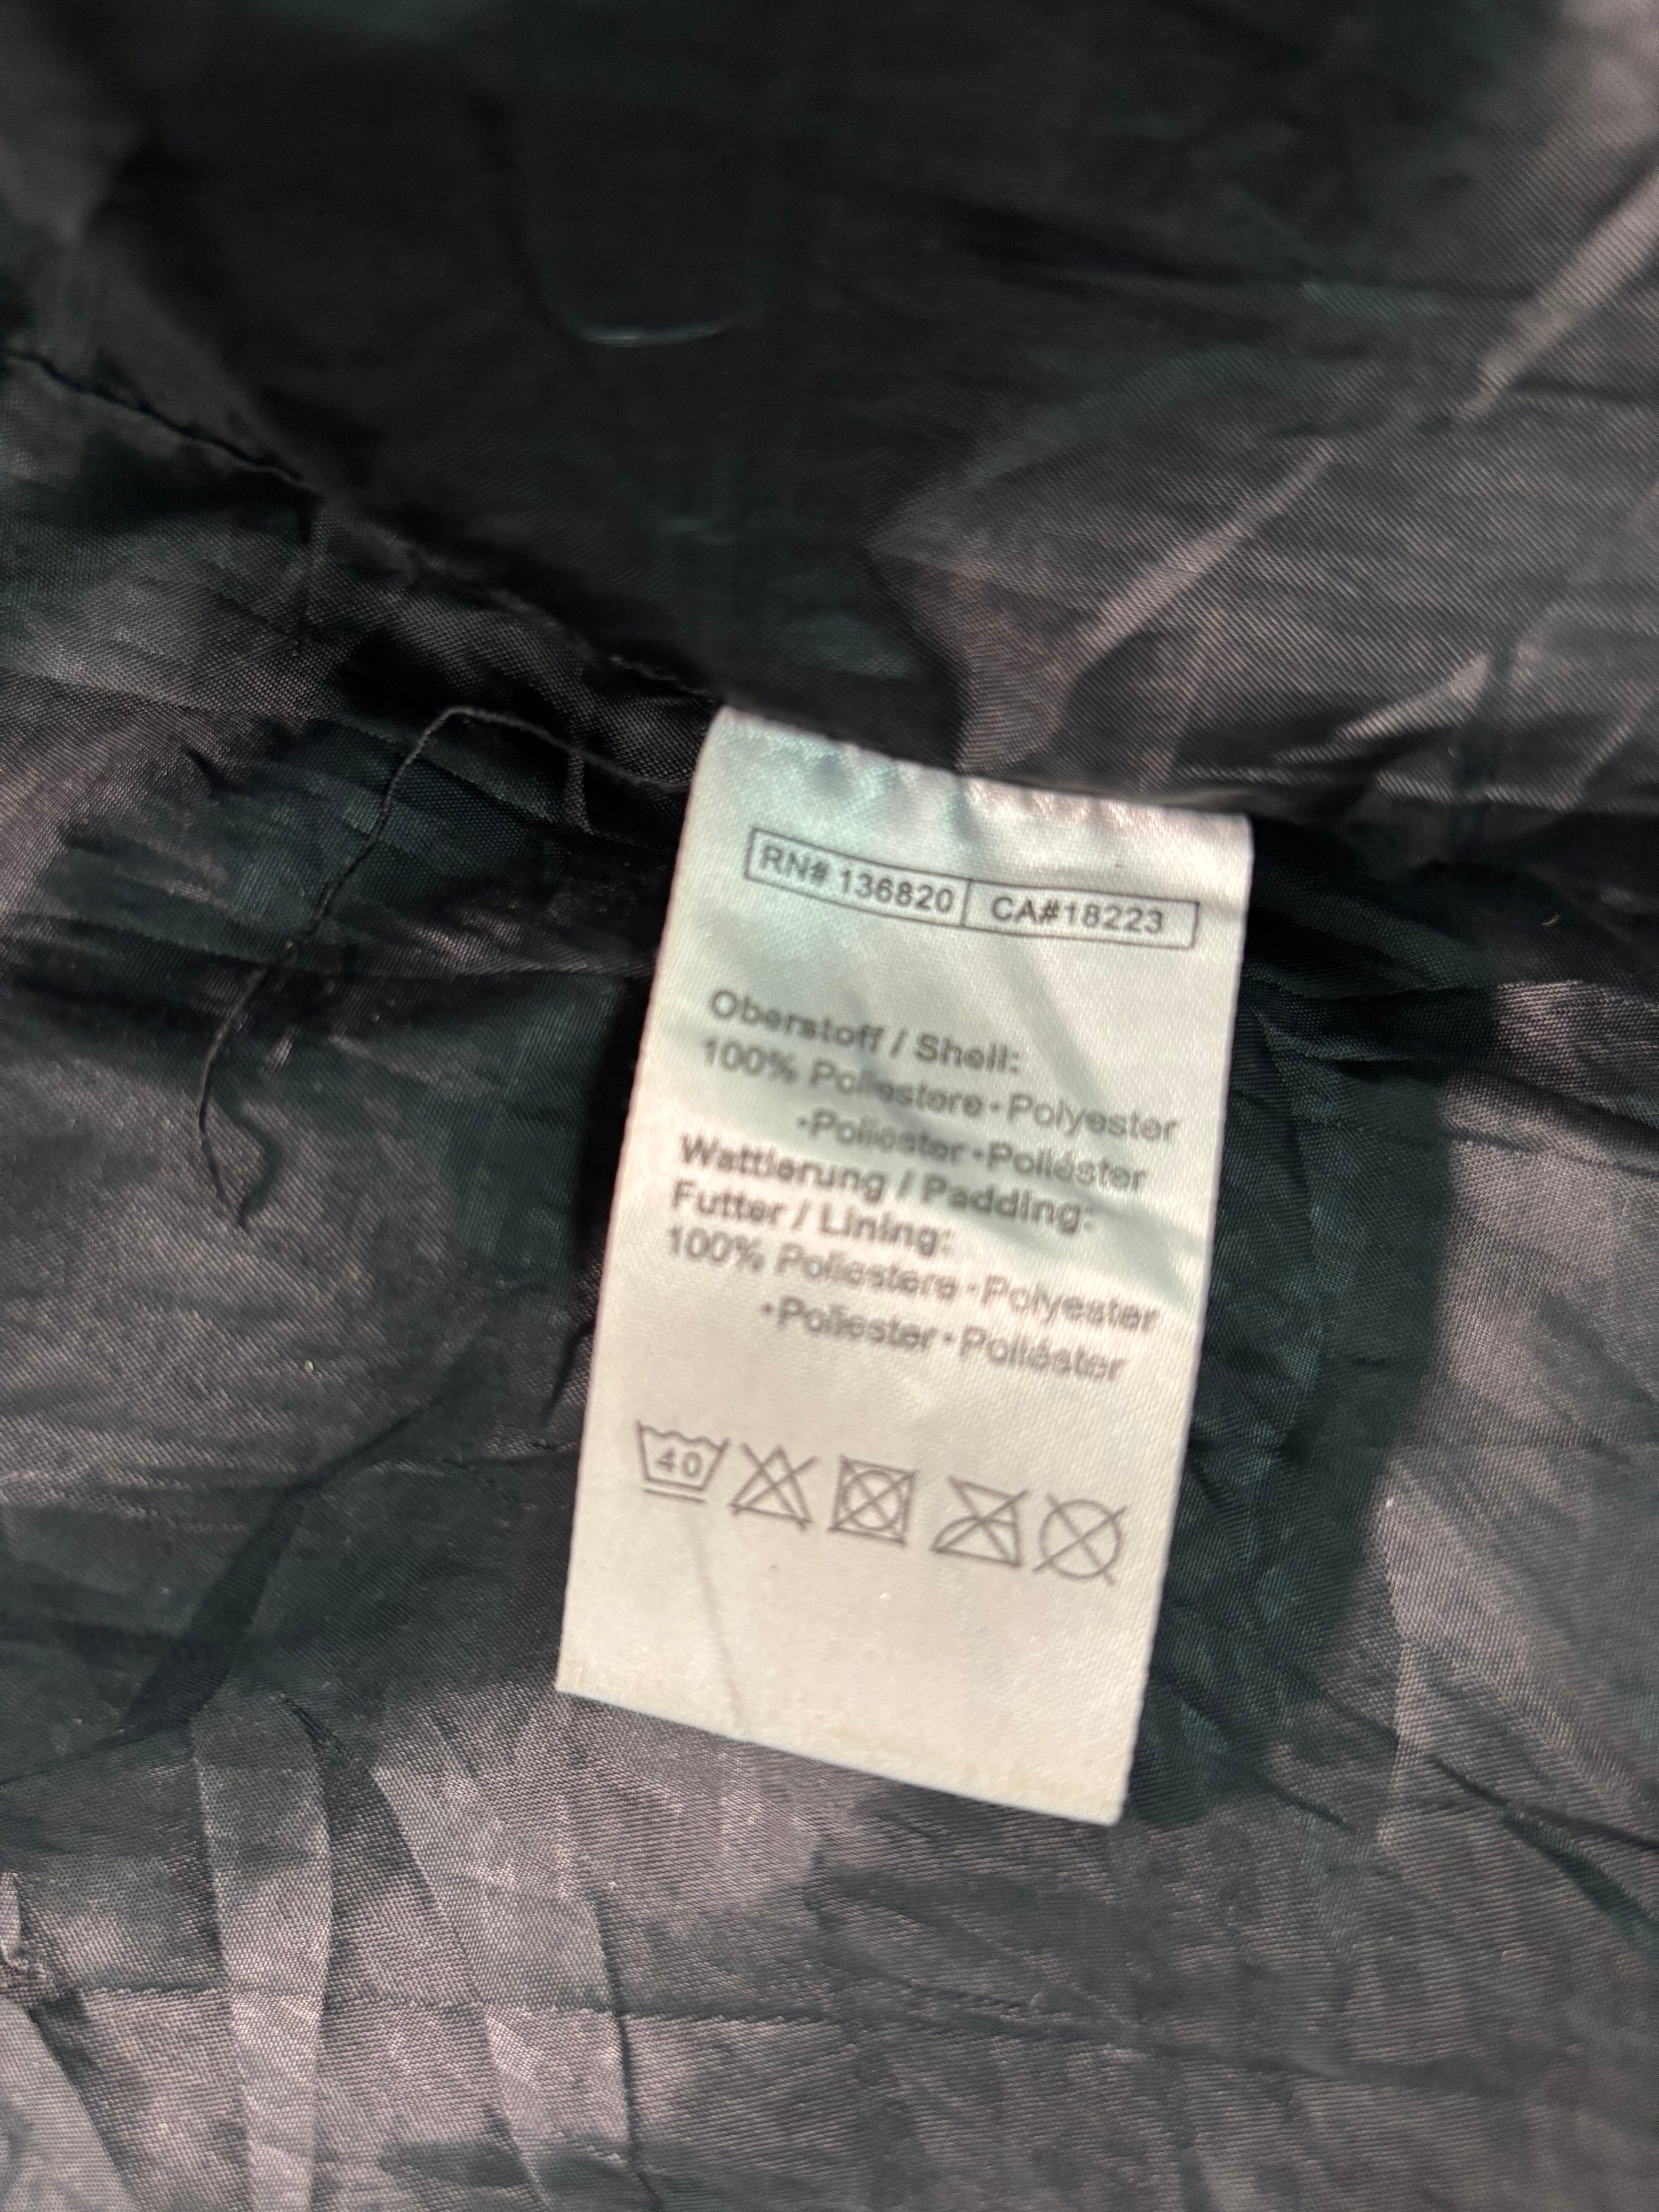 RN# 136820 CA#18223
Oberstoff / Shell:
100% Poliestere•Polyester
•Poliester•Poliéster
Wattierung / Padding:
Futter / Lining:
100% Poliestere•Polyester
•Poliester•Poliéster
40